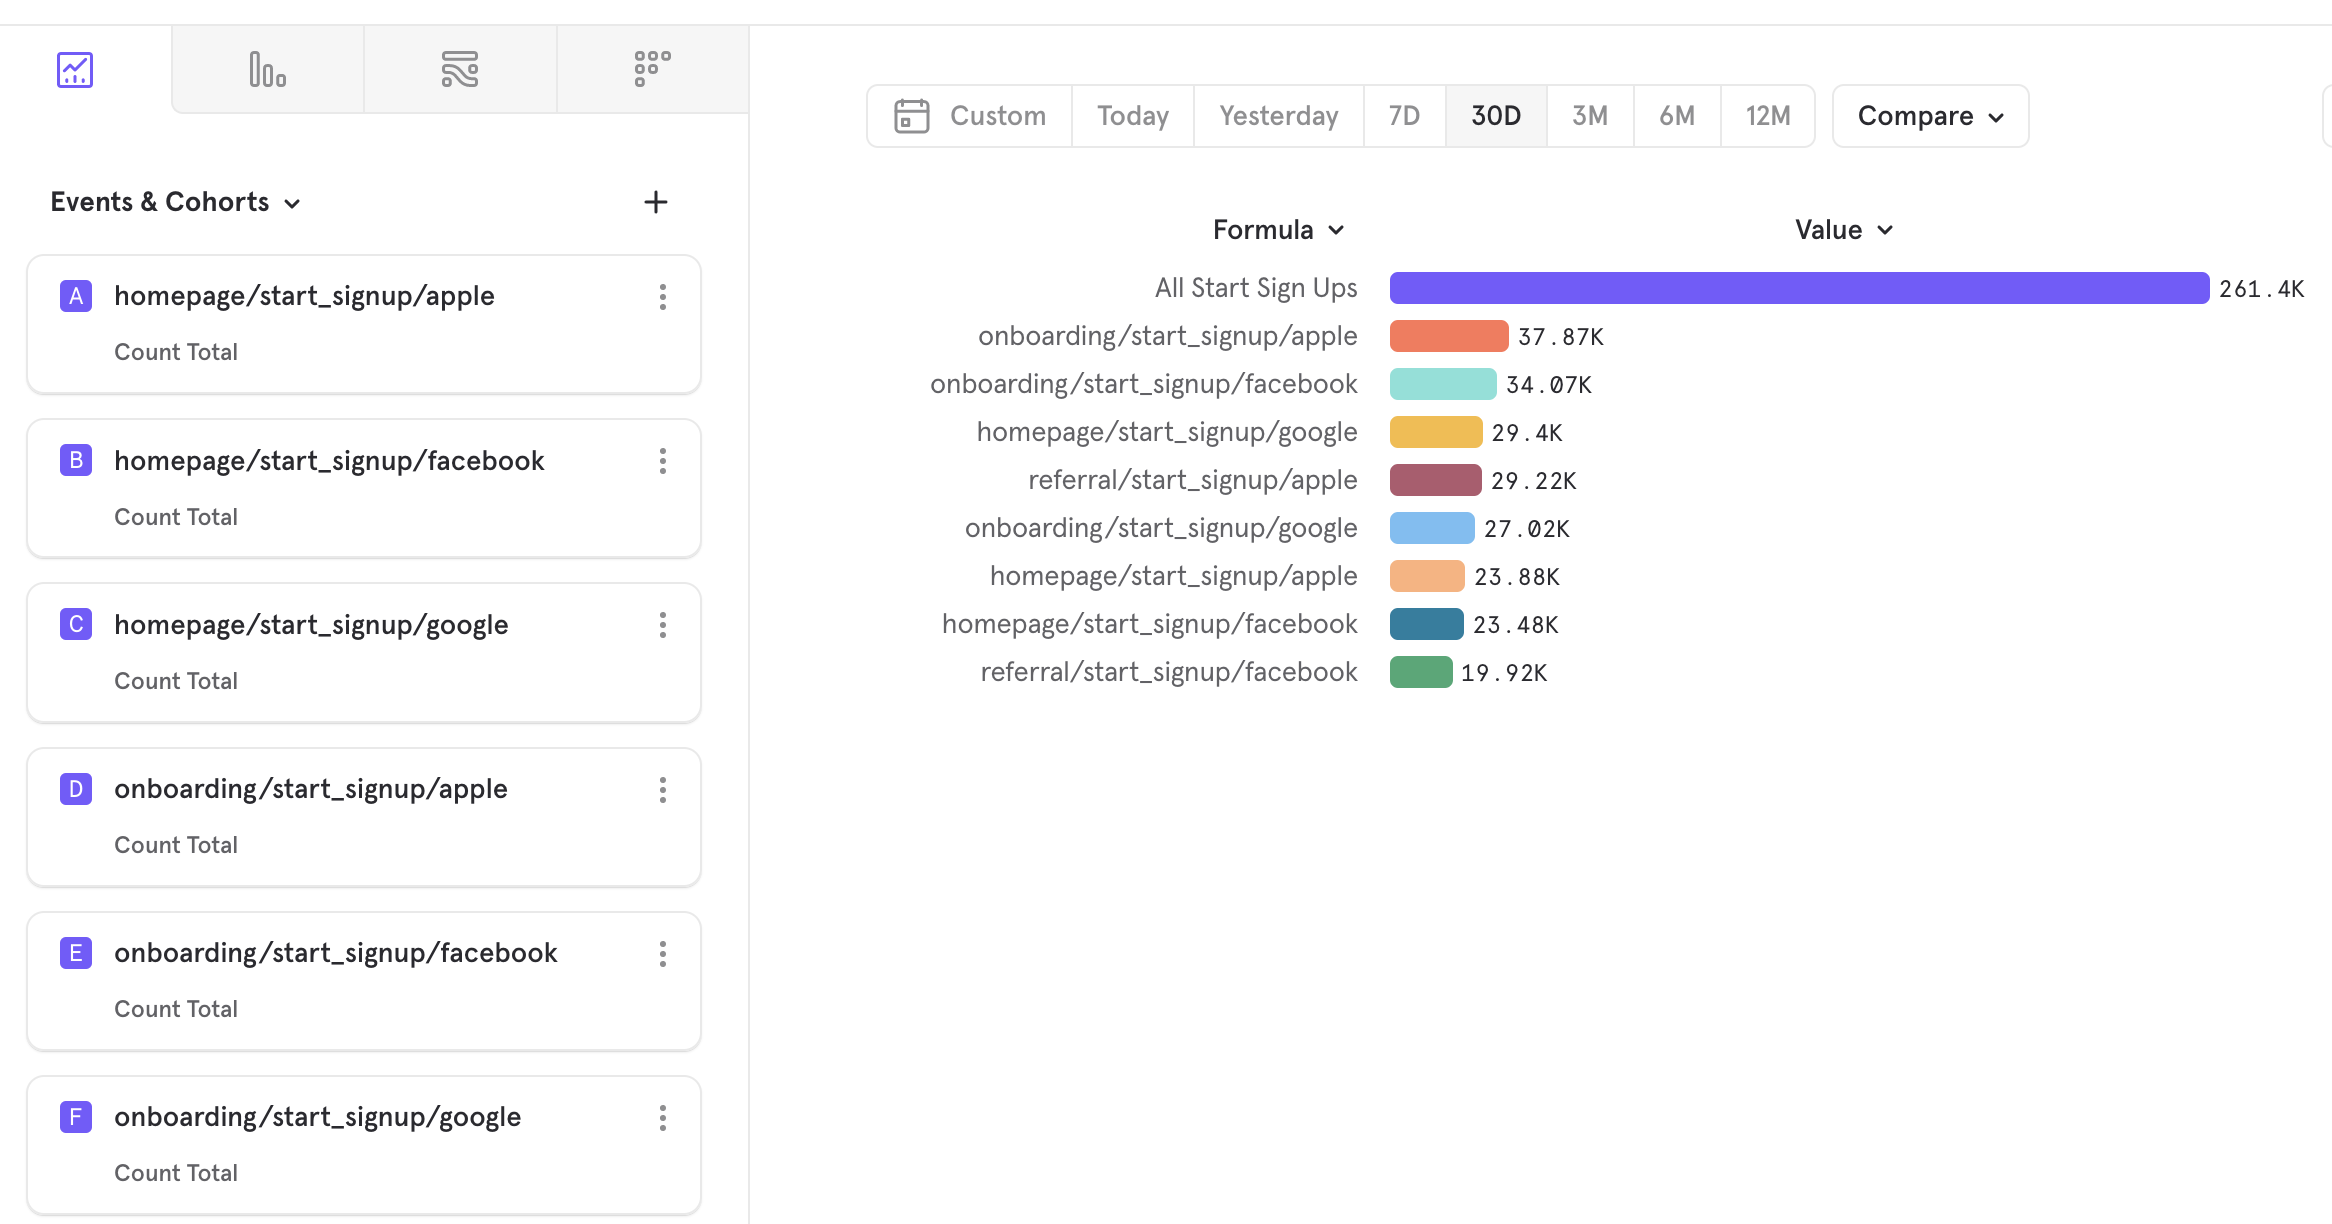 Events & Cohorts
A homepage/start_signup/apple
Count Total
B homepage/start_signup/facebook
Count Total
C homepage/start_signup/google
Count Total
D onboarding/start_signup/apple
Count Total
E onboarding/start_signup/facebook
Count Total
F onboarding/start_signup/google
Count Total
Custom Today Yesterday 7D 30D 3M 6M 12M Compare
Formula Value
All Start Sign Ups 261.4K
onboarding/start_signup/apple 37.87K
onboarding/start_signup/facebook 34.07K
homepage/start_signup/google 29.4K
referral/start_signup/apple 29.22K
onboarding/start_signup/google 27.02K
homepage/start_signup/apple 23.88K
homepage/start_signup/facebook 23.48K
referral/start_signup/facebook 19.92K